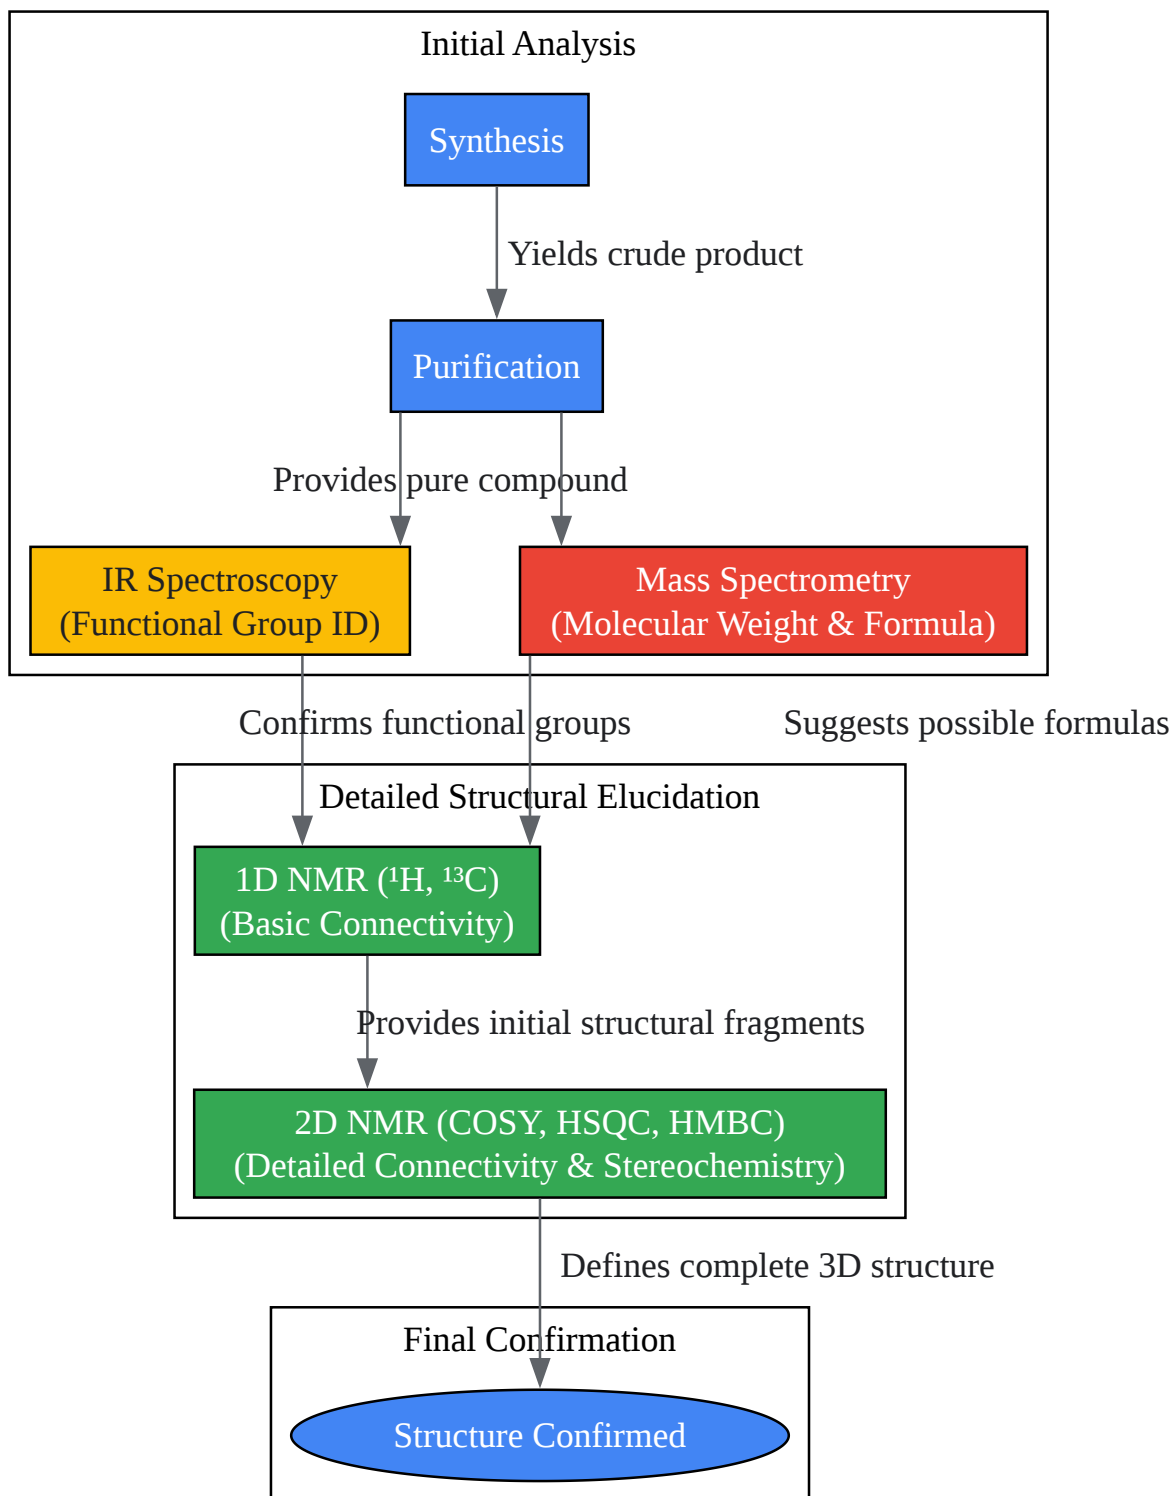 Initial Analysis
Synthesis
Yields crude product
Purification
Provides pure compound
IR Spectroscopy
(Functional Group ID)
Mass Spectrometry
(Molecular Weight & Formula)
Confirms functional groups
Suggests possible formulas
Detailed Structural Elucidation
1D NMR (¹H, ¹³C)
(Basic Connectivity)
Provides initial structural fragments
2D NMR (COSY, HSQC, HMBC)
(Detailed Connectivity & Stereochemistry)
Defines complete 3D structure
Final Confirmation
Structure Confirmed